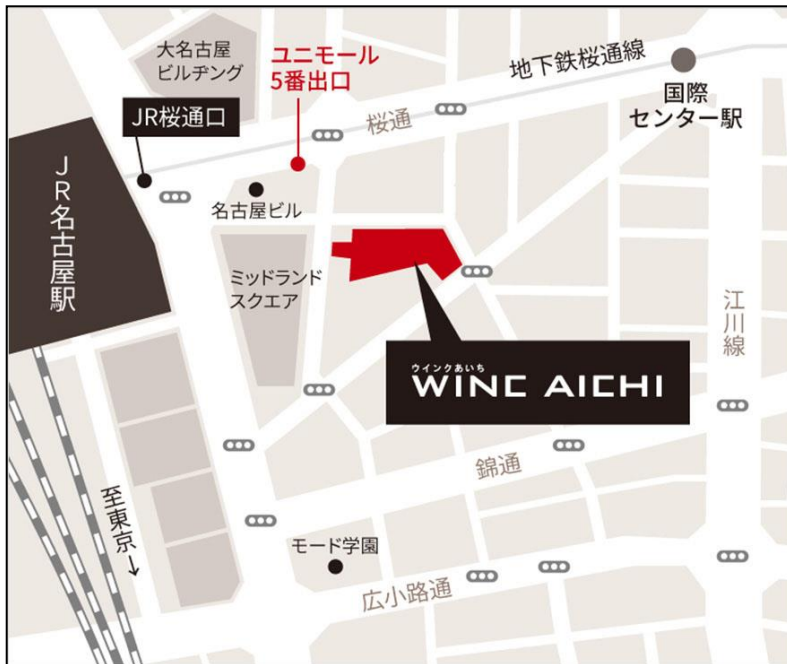 大名古屋
ビルヂング
ユニモール
5番出口
地下鉄桜通線
国際
センター駅
JR桜通口
桜通
JR名古屋駅
名古屋ビル
ミッドランド
スクエア
江川線
ウインクあいち
WINC AICHI
錦通
至東京↓
モード学園
広小路通